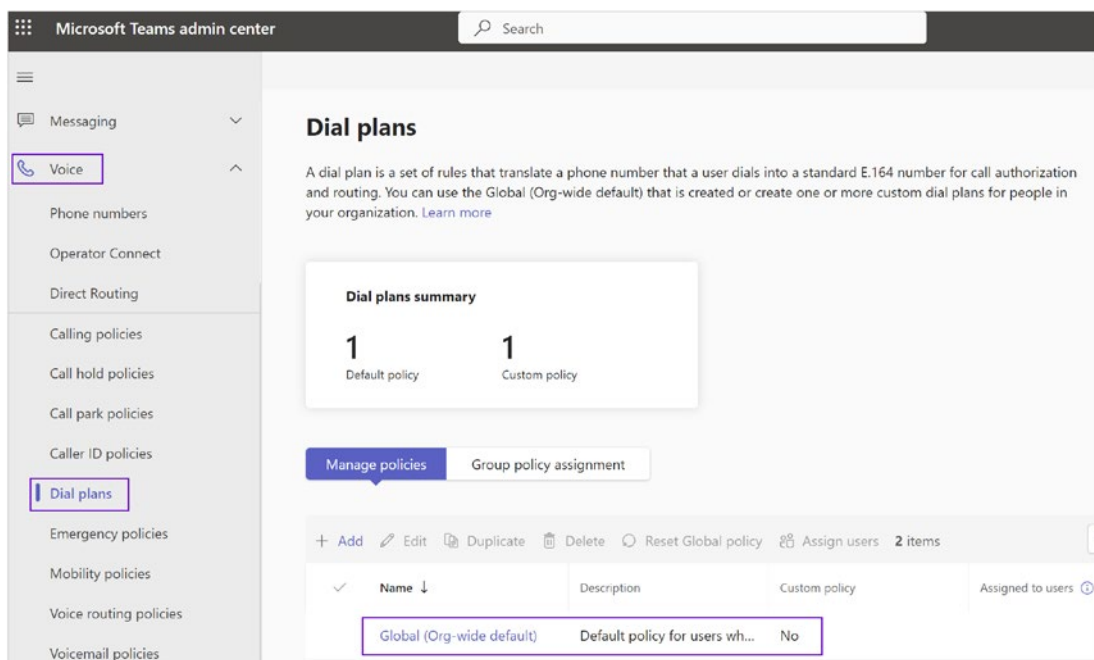 Microsoft Teams admin center
Search
Messaging
Voice
Phone numbers
Operator Connect
Direct Routing
Calling policies
Call hold policies
Call park policies
Caller ID policies
Dial plans
Emergency policies
Mobility policies
Voice routing policies
Voicemail policies
Dial plans
A dial plan is a set of rules that translate a phone number that a user dials into a standard E.164 number for call authorization
and routing. You can use the Global (Org-wide default) that is created or create one or more custom dial plans for people in
your organization. Learn more
Dial plans summary
1 1
Default policy Custom policy
Manage policies Group policy assignment
+ Add Edit Duplicate Delete Reset Global policy Assign users 2 items
Name ↓ Description Custom policy Assigned to users
Global (Org-wide default) Default policy for users wh... No